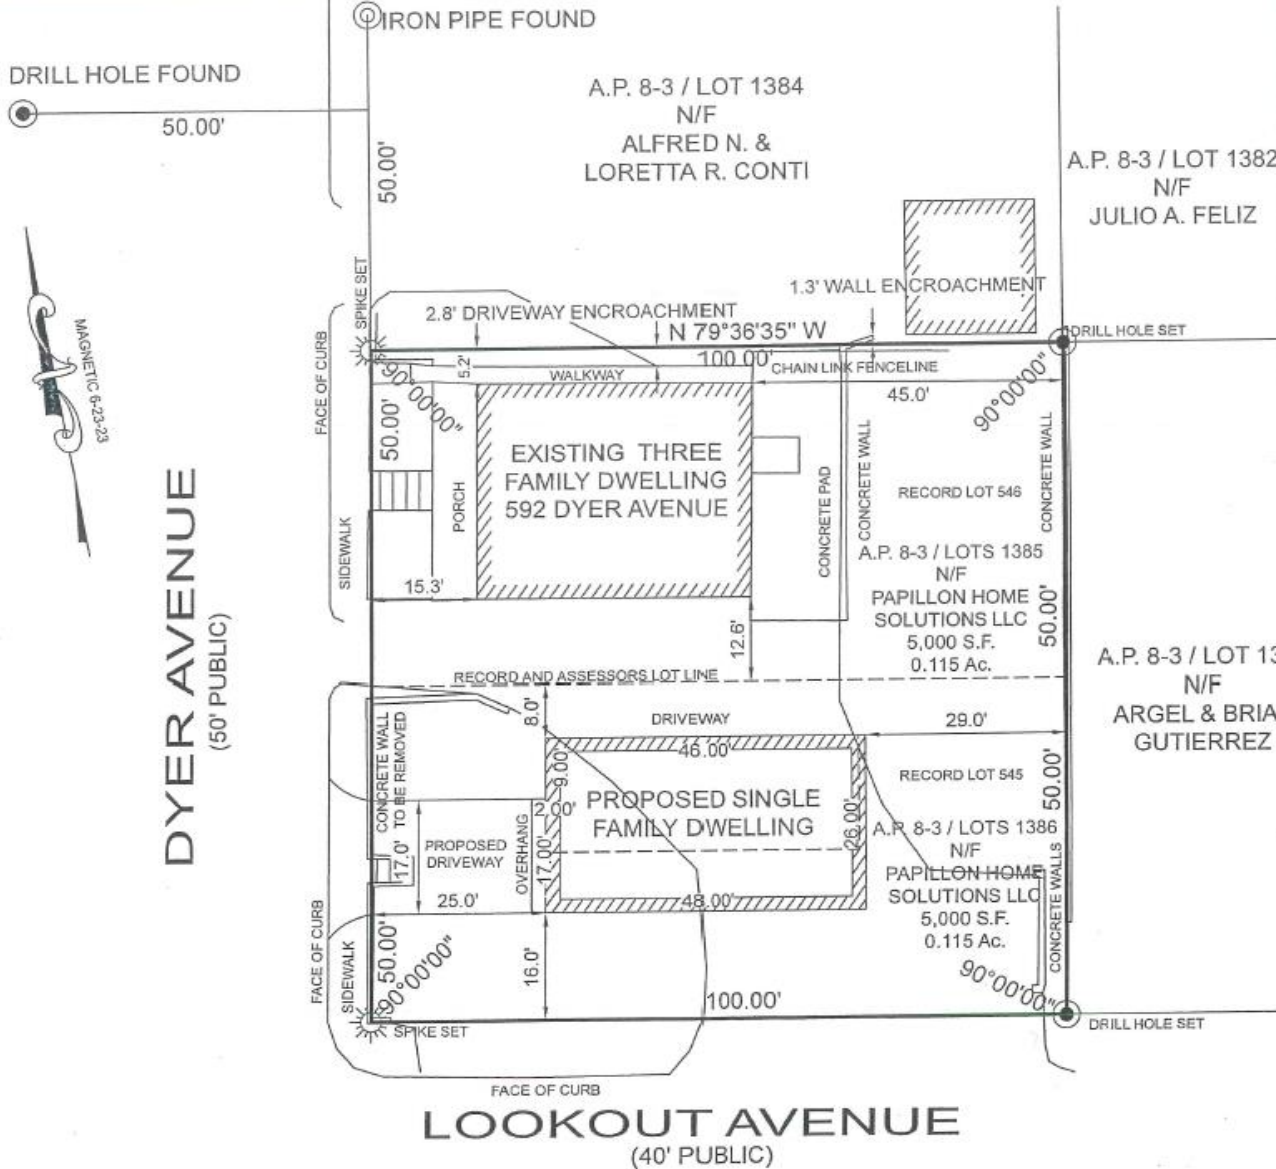 IRON PIPE FOUND
DRILL HOLE FOUND
50.00'
50.00'
A.P. 8-3 / LOT 1384
N/F
ALFRED N. &
LORETTA R. CONTI
A.P. 8-3 / LOT 1382
N/F
JULIO A. FELIZ
MAGNETIC 6-23-23
SPIKE SET
FACE OF CURB
2.8' DRIVEWAY ENCROACHMENT
1.3' WALL ENCROACHMENT
N 79°36'35" W
100.00'
DRILL HOLE SET
5.2'
WALKWAY
CHAIN LINK FENCELINE
45.0'
90°00'00"
90°00'00"
50.00'
EXISTING THREE
FAMILY DWELLING
592 DYER AVENUE
PORCH
SIDEWALK
15.3'
CONCRETE PAD
CONCRETE WALL
CONCRETE WALL
RECORD LOT 546
A.P. 8-3 / LOTS 1385
N/F
PAPILLON HOME
SOLUTIONS LLC
5,000 S.F.
0.115 Ac.
50.00'
12.6'
DYER AVENUE
(50' PUBLIC)
RECORD AND ASSESSORS LOT LINE
A.P. 8-3 / LOT 13
N/F
ARGEL & BRIA
GUTIERREZ
8.0'
DRIVEWAY
29.0'
46.00'
9.00'
2.00'
PROPOSED SINGLE
FAMILY DWELLING
26.00'
17.00'
48.00'
OVERHANG
CONCRETE WALL
TO BE REMOVED
17.0'
PROPOSED
DRIVEWAY
25.0'
RECORD LOT 545
50.00'
A.P. 8-3 / LOTS 1386
N/F
PAPILLON HOME
SOLUTIONS LLC
5,000 S.F.
0.115 Ac.
CONCRETE WALLS
90°00'00"
FACE OF CURB
SIDEWALK
50.00'
90°00'00"
16.0'
100.00'
SPIKE SET
DRILL HOLE SET
FACE OF CURB
LOOKOUT AVENUE
(40' PUBLIC)